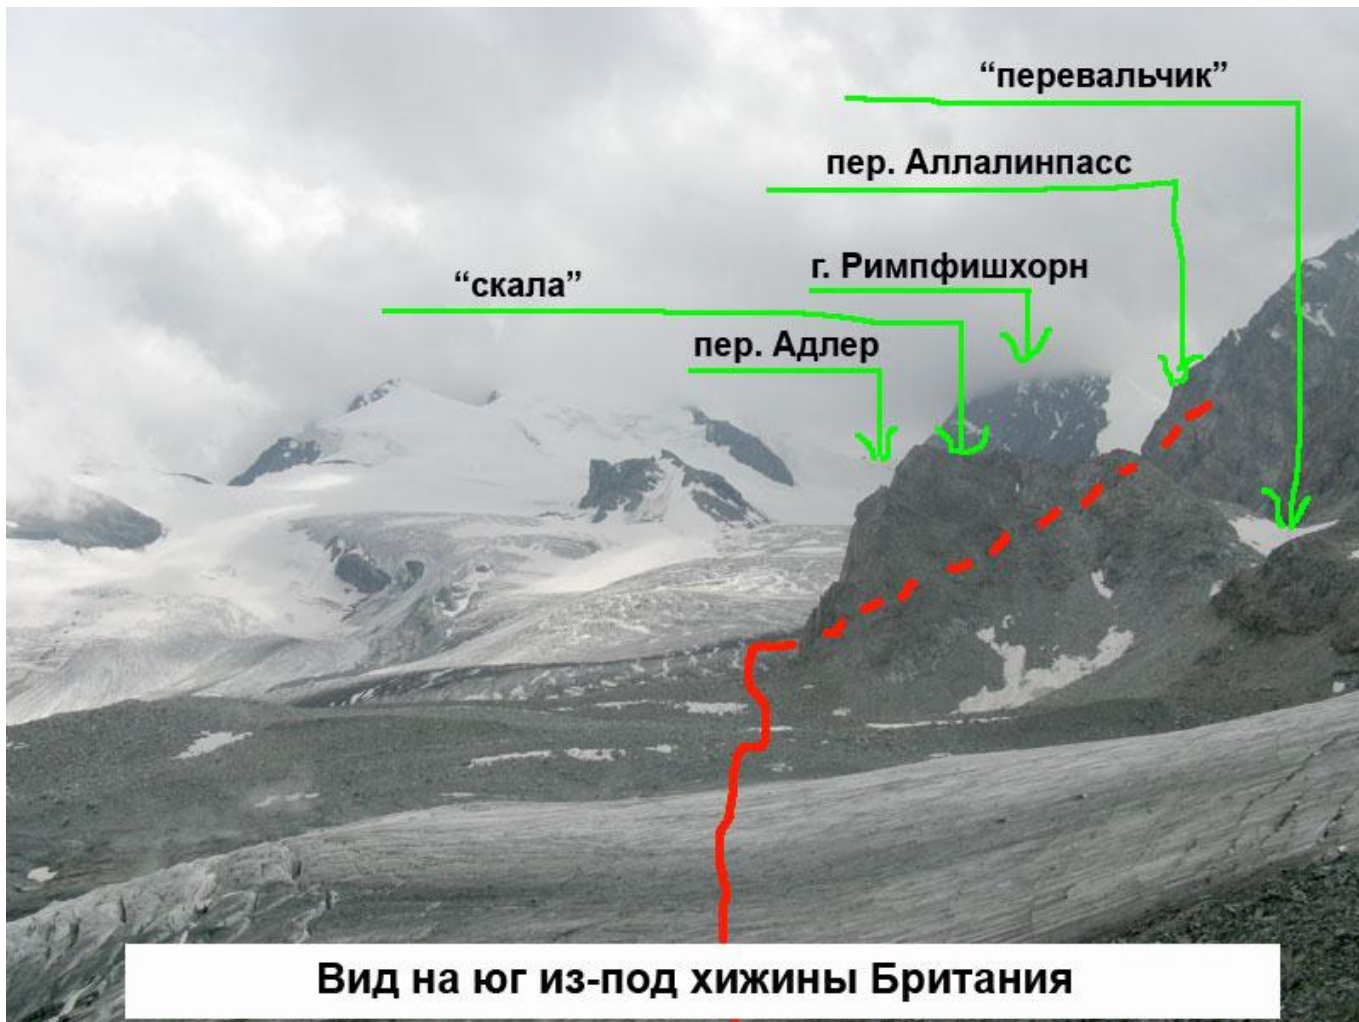 “перевальчик”
пер. Аллалинпасс
г. Римпфишхорн
“скала”
пер. Адлер
Вид на юг из-под хижины Британия